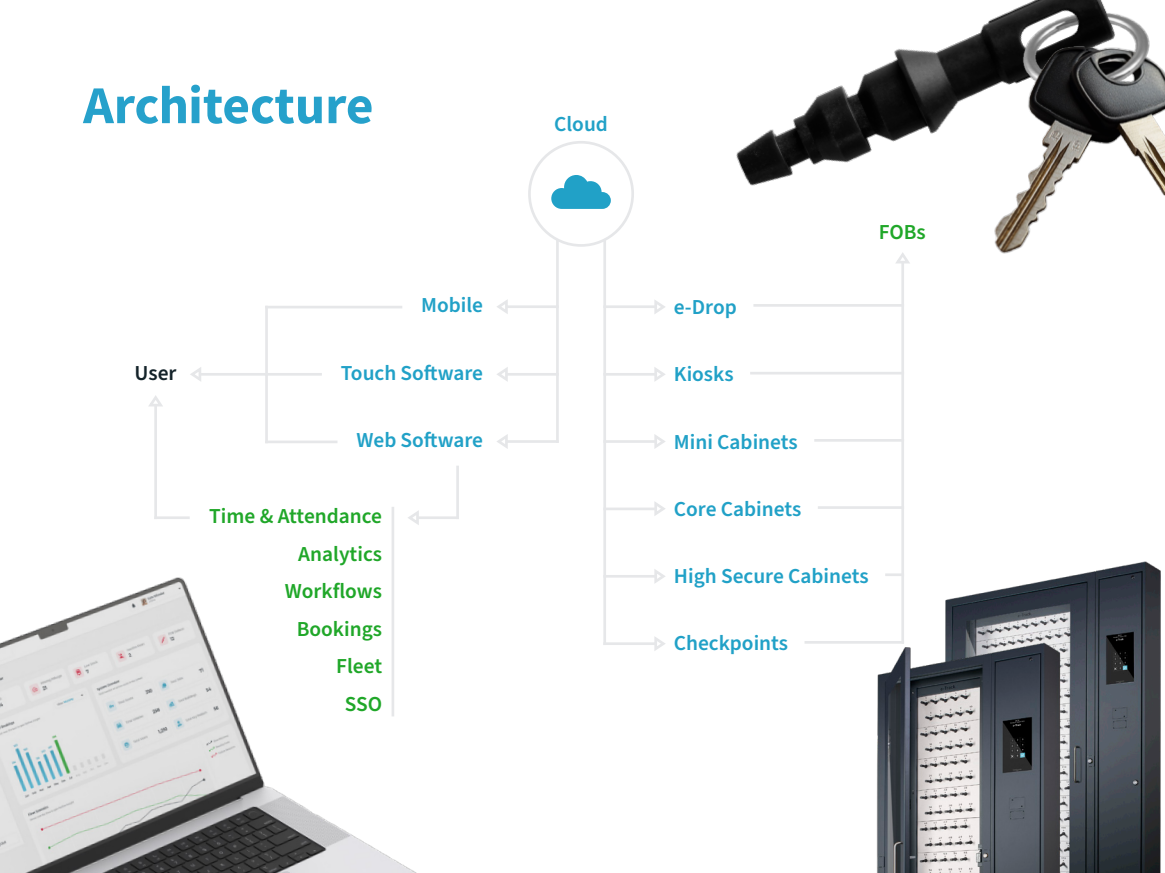 Architecture
Cloud
FOBs
Mobile
e-Drop
User
Touch Software
Kiosks
Web Software
Mini Cabinets
Time & Attendance
Core Cabinets
Analytics
High Secure Cabinets
Workflows
Bookings
Checkpoints
Fleet
SSO